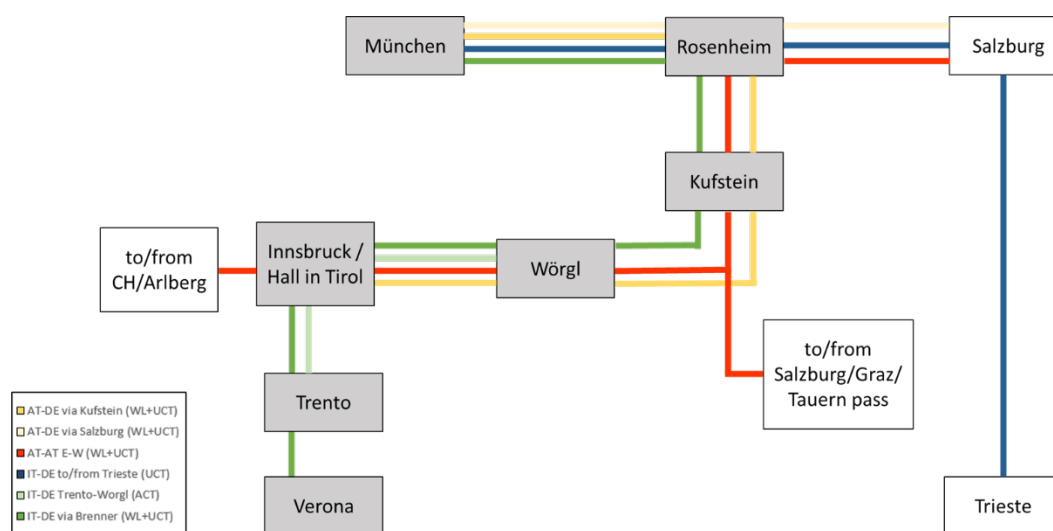 München
Rosenheim
Salzburg
Kufstein
to/from
CH/Arlberg
Innsbruck /
Hall in Tirol
Wörgl
to/from
Salzburg/Graz/
Tauern pass
Trento
Verona
Trieste
AT-DE via Kufstein (WL+UCT)
AT-DE via Salzburg (WL+UCT)
AT-AT E-W (WL+UCT)
IT-DE to/from Trieste (UCT)
IT-DE Trento-Worgl (ACT)
IT-DE via Brenner (WL+UCT)